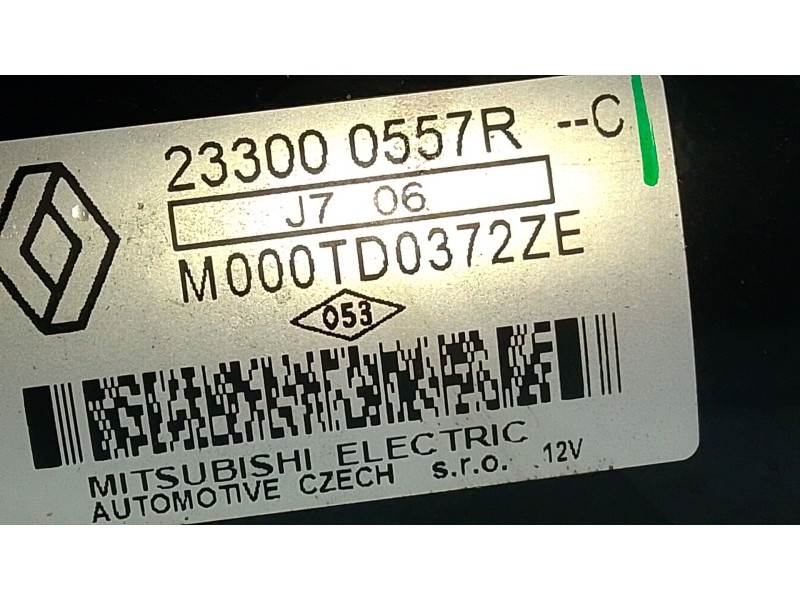 23300 0557R --C
J7 06
M000TD0372ZE
053
MITSUBISHI ELECTRIC
AUTOMOTIVE CZECH s.r.o. 12V